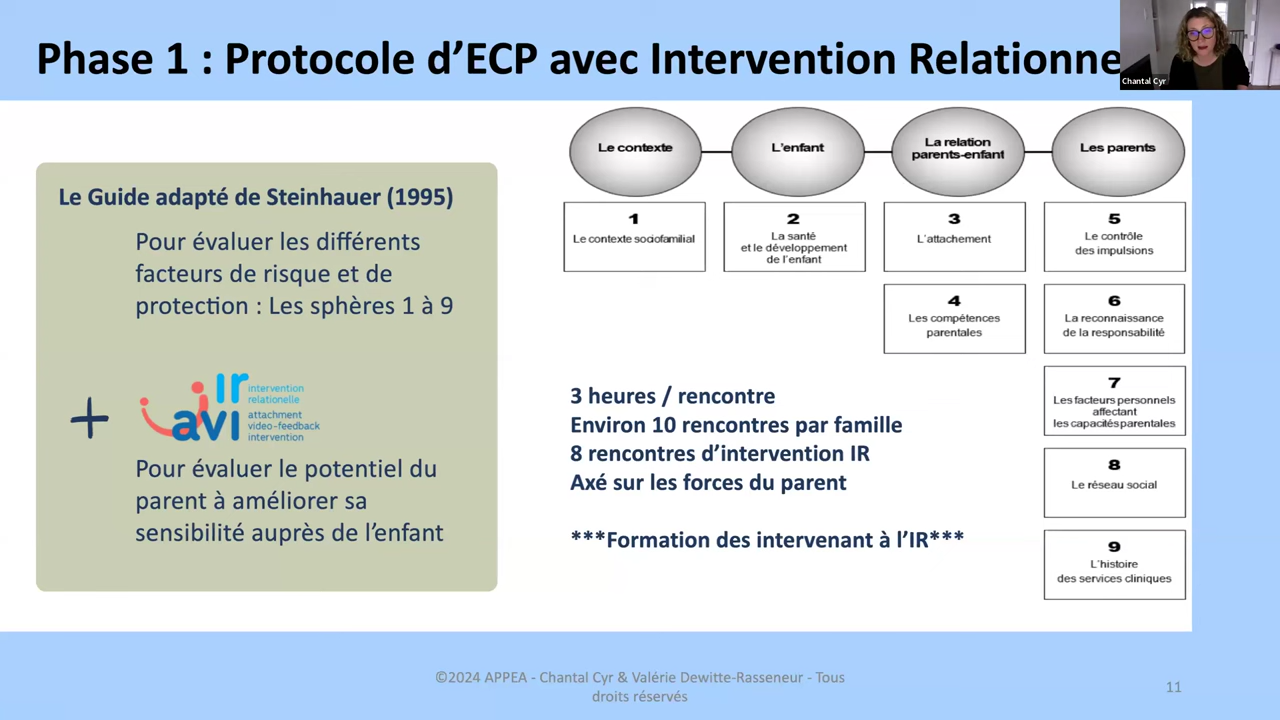 Phase 1 : Protocole d’ECP avec Intervention Relationne
Chantal Cyr
Le Guide adapté de Steinhauer (1995)
Pour évaluer les différents
facteurs de risque et de
protection : Les sphères 1 à 9
+
ir intervention
relationelle
avi attachment
video-feedback
intervention
Pour évaluer le potentiel du
parent à améliorer sa
sensibilité auprès de l’enfant
Le contexte
L’enfant
La relation
parents-enfant
Les parents
1
Le contexte sociofamilial
2
La santé
et le développement
de l’enfant
3
L’attachement
4
Les compétences
parentales
5
Le contrôle
des impulsions
6
La reconnaissance
de la responsabilité
7
Les facteurs personnels
affectant
les capacités parentales
8
Le réseau social
9
L’histoire
des services cliniques
3 heures / rencontre
Environ 10 rencontres par famille
8 rencontres d’intervention IR
Axé sur les forces du parent
***Formation des intervenant à l’IR***
©2024 APPEA - Chantal Cyr & Valérie Dewitte-Rasseneur - Tous
droits réservés
11